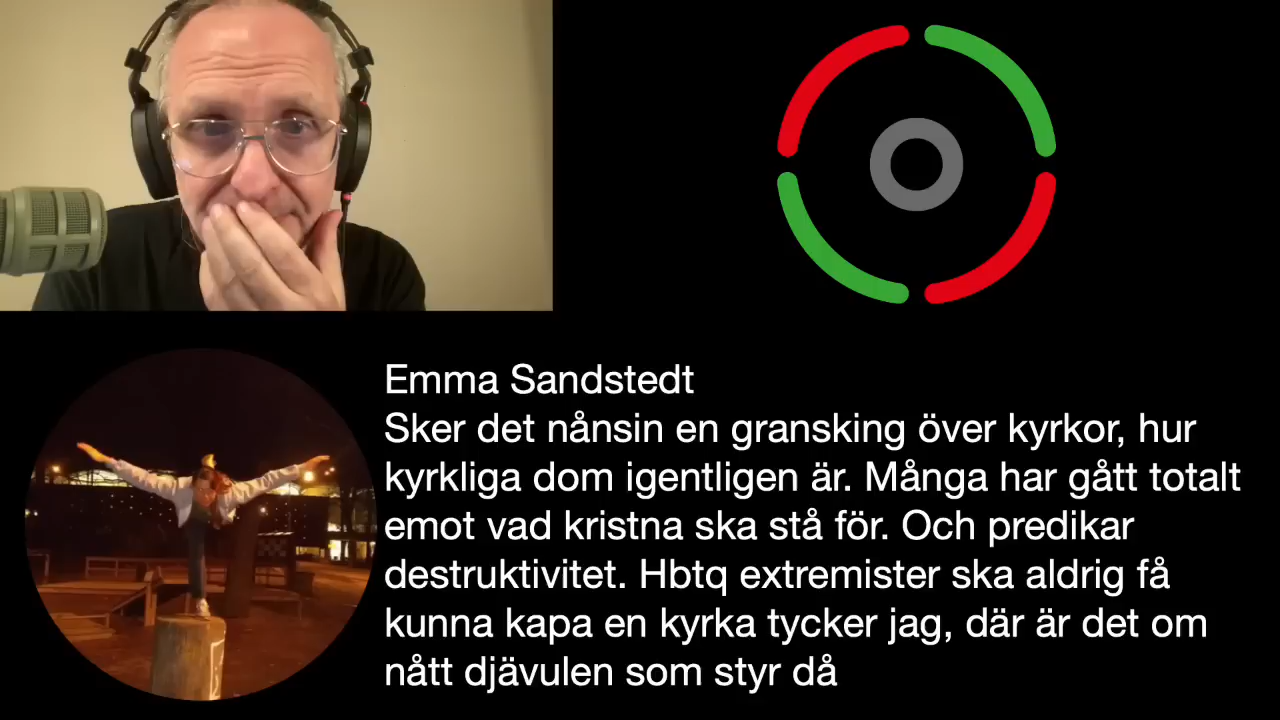 Emma Sandstedt
Sker det nånsin en gransking över kyrkor, hur
kyrkliga dom igentligen är. Många har gått totalt
emot vad kristna ska stå för. Och predikar
destruktivitet. Hbtq extremister ska aldrig få
kunna kapa en kyrka tycker jag, där är det om
nått djävulen som styr då